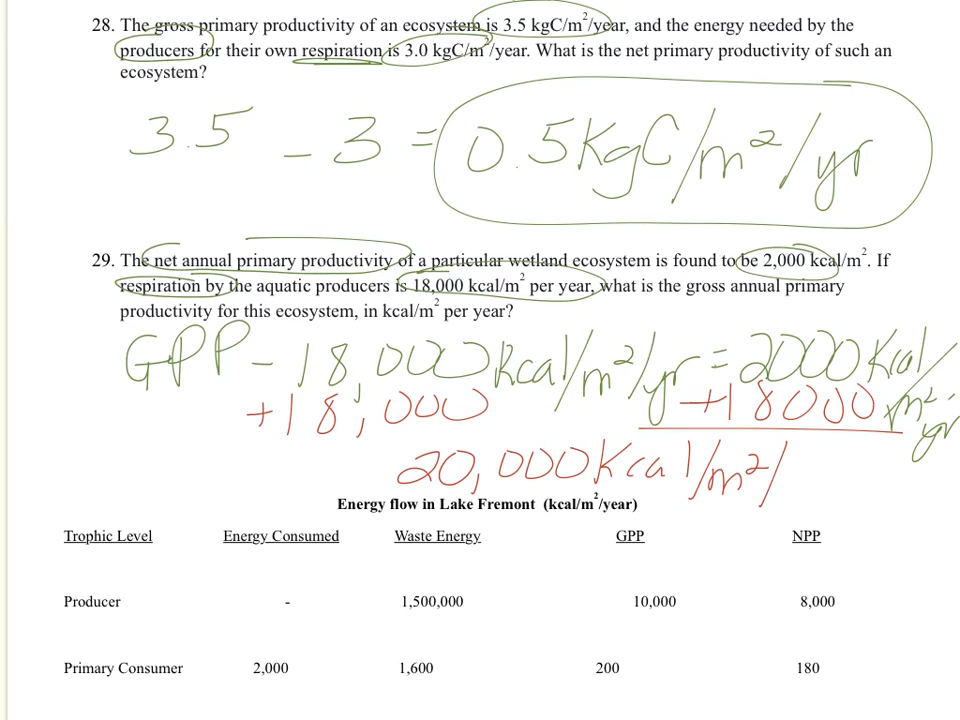 28. The gross primary productivity of an ecosystem is 3.5 kgC/m²/year, and the energy needed by the
producers for their own respiration is 3.0 kgC/m²/year. What is the net primary productivity of such an
ecosystem?
3.5 - 3 = 0.5KgC/m²/yr
29. The net annual primary productivity of a particular wetland ecosystem is found to be 2,000 kcal/m². If
respiration by the aquatic producers is 18,000 kcal/m² per year, what is the gross annual primary
productivity for this ecosystem, in kcal/m² per year?
GPP - 18,000 kcal/m²/yr = 2000 Kcal/m²·yr
+18,000 +18000
20,000 Kcal/m²/
Energy flow in Lake Fremont (kcal/m²/year)
Trophic Level Energy Consumed Waste Energy GPP NPP
Producer - 1,500,000 10,000 8,000
Primary Consumer 2,000 1,600 200 180